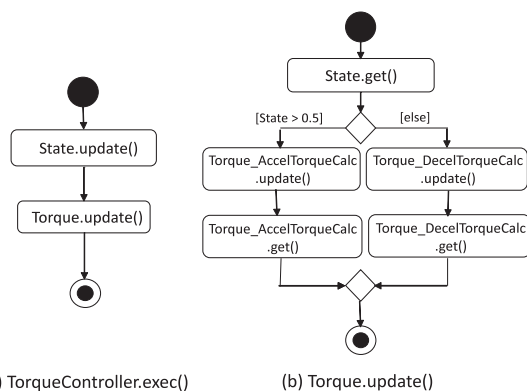 State.update()
Torque.update()
) TorqueController.exec()
State.get()
[State > 0.5]
[else]
Torque_AccelTorqueCalc
.update()
Torque_DecelTorqueCalc
.update()
Torque_AccelTorqueCalc
.get()
Torque_DecelTorqueCalc
.get()
(b) Torque.update()